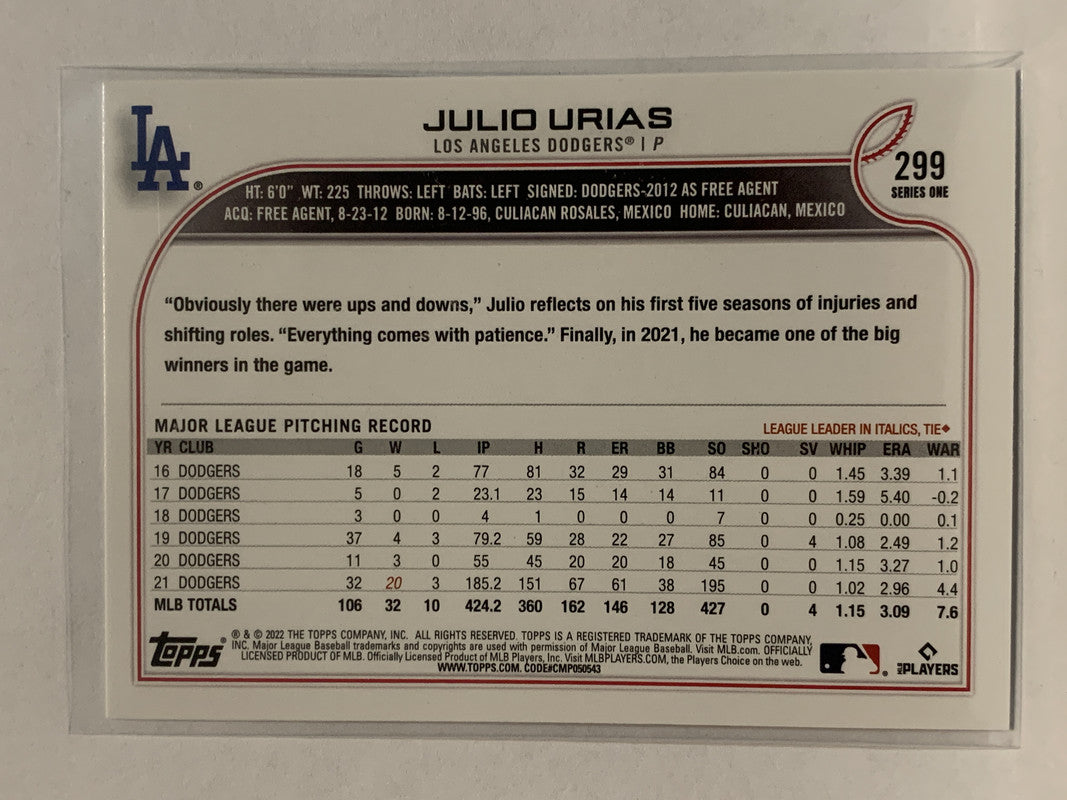 LA®
JULIO URIAS
LOS ANGELES DODGERS® | P
299
SERIES ONE
HT: 6'0" WT: 225 THROWS: LEFT BATS: LEFT SIGNED: DODGERS-2012 AS FREE AGENT
ACQ: FREE AGENT, 8-23-12 BORN: 8-12-96, CULIACAN ROSALES, MEXICO HOME: CULIACAN, MEXICO
“Obviously there were ups and downs,” Julio reflects on his first five seasons of injuries and
shifting roles. “Everything comes with patience.” Finally, in 2021, he became one of the big
winners in the game.
MAJOR LEAGUE PITCHING RECORD LEAGUE LEADER IN ITALICS, TIE◆
YR CLUB G W L IP H R ER BB SO SHO SV WHIP ERA WAR
16 DODGERS 18 5 2 77 81 32 29 31 84 0 0 1.45 3.39 1.1
17 DODGERS 5 0 2 23.1 23 15 14 14 11 0 0 1.59 5.40 -0.2
18 DODGERS 3 0 0 4 1 0 0 0 7 0 0 0.25 0.00 0.1
19 DODGERS 37 4 3 79.2 59 28 22 27 85 0 4 1.08 2.49 1.2
20 DODGERS 11 3 0 55 45 20 20 18 45 0 0 1.15 3.27 1.0
21 DODGERS 32 20 3 185.2 151 67 61 38 195 0 0 1.02 2.96 4.4
MLB TOTALS 106 32 10 424.2 360 162 146 128 427 0 4 1.15 3.09 7.6
Topps®
® & © 2022 THE TOPPS COMPANY, INC. ALL RIGHTS RESERVED. TOPPS IS A REGISTERED TRADEMARK OF THE TOPPS COMPANY,
INC. Major League Baseball trademarks and copyrights are used with permission of Major League Baseball. Visit MLB.com. OFFICIALLY
LICENSED PRODUCT OF MLB. Officially Licensed Product of MLB Players, Inc. Visit MLBPLAYERS.COM, the Players Choice on the web.
WWW.TOPPS.COM. CODE#CMP050543
MLB PLAYERS